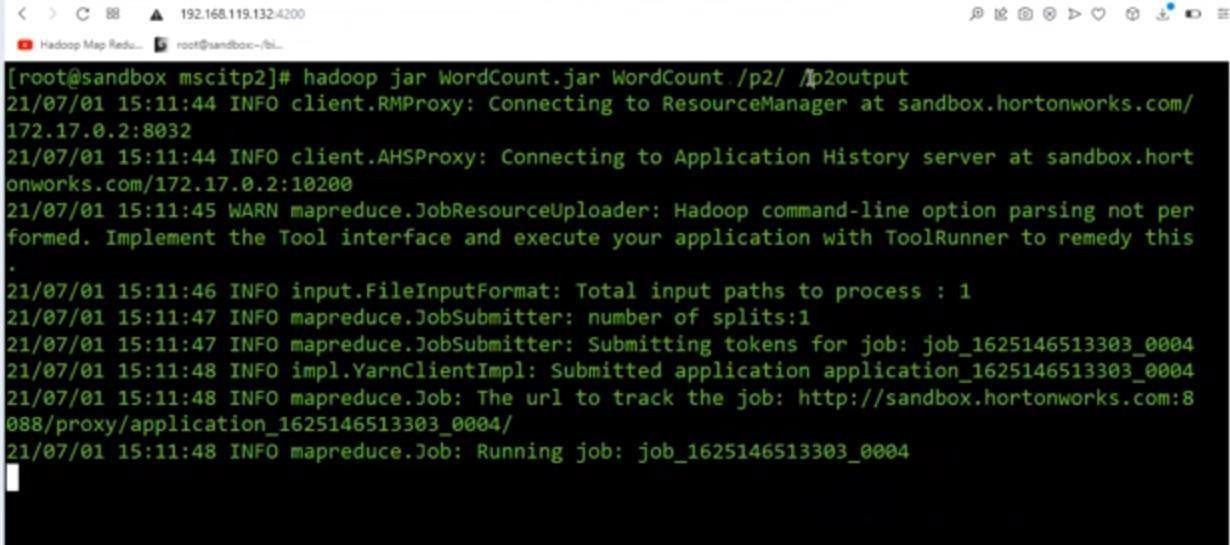 192.168.119.132:4200
Hadoop Map Redu... root@sandbox:~/bi...
[root@sandbox mscitp2]# hadoop jar WordCount.jar WordCount /p2/ /p2output
21/07/01 15:11:44 INFO client.RMProxy: Connecting to ResourceManager at sandbox.hortonworks.com/
172.17.0.2:8032
21/07/01 15:11:44 INFO client.AHSProxy: Connecting to Application History server at sandbox.hort
onworks.com/172.17.0.2:10200
21/07/01 15:11:45 WARN mapreduce.JobResourceUploader: Hadoop command-line option parsing not per
formed. Implement the Tool interface and execute your application with ToolRunner to remedy this
.
21/07/01 15:11:46 INFO input.FileInputFormat: Total input paths to process : 1
21/07/01 15:11:47 INFO mapreduce.JobSubmitter: number of splits:1
21/07/01 15:11:47 INFO mapreduce.JobSubmitter: Submitting tokens for job: job_1625146513303_0004
21/07/01 15:11:48 INFO impl.YarnClientImpl: Submitted application application_1625146513303_0004
21/07/01 15:11:48 INFO mapreduce.Job: The url to track the job: http://sandbox.hortonworks.com:8
088/proxy/application_1625146513303_0004/
21/07/01 15:11:48 INFO mapreduce.Job: Running job: job_1625146513303_0004